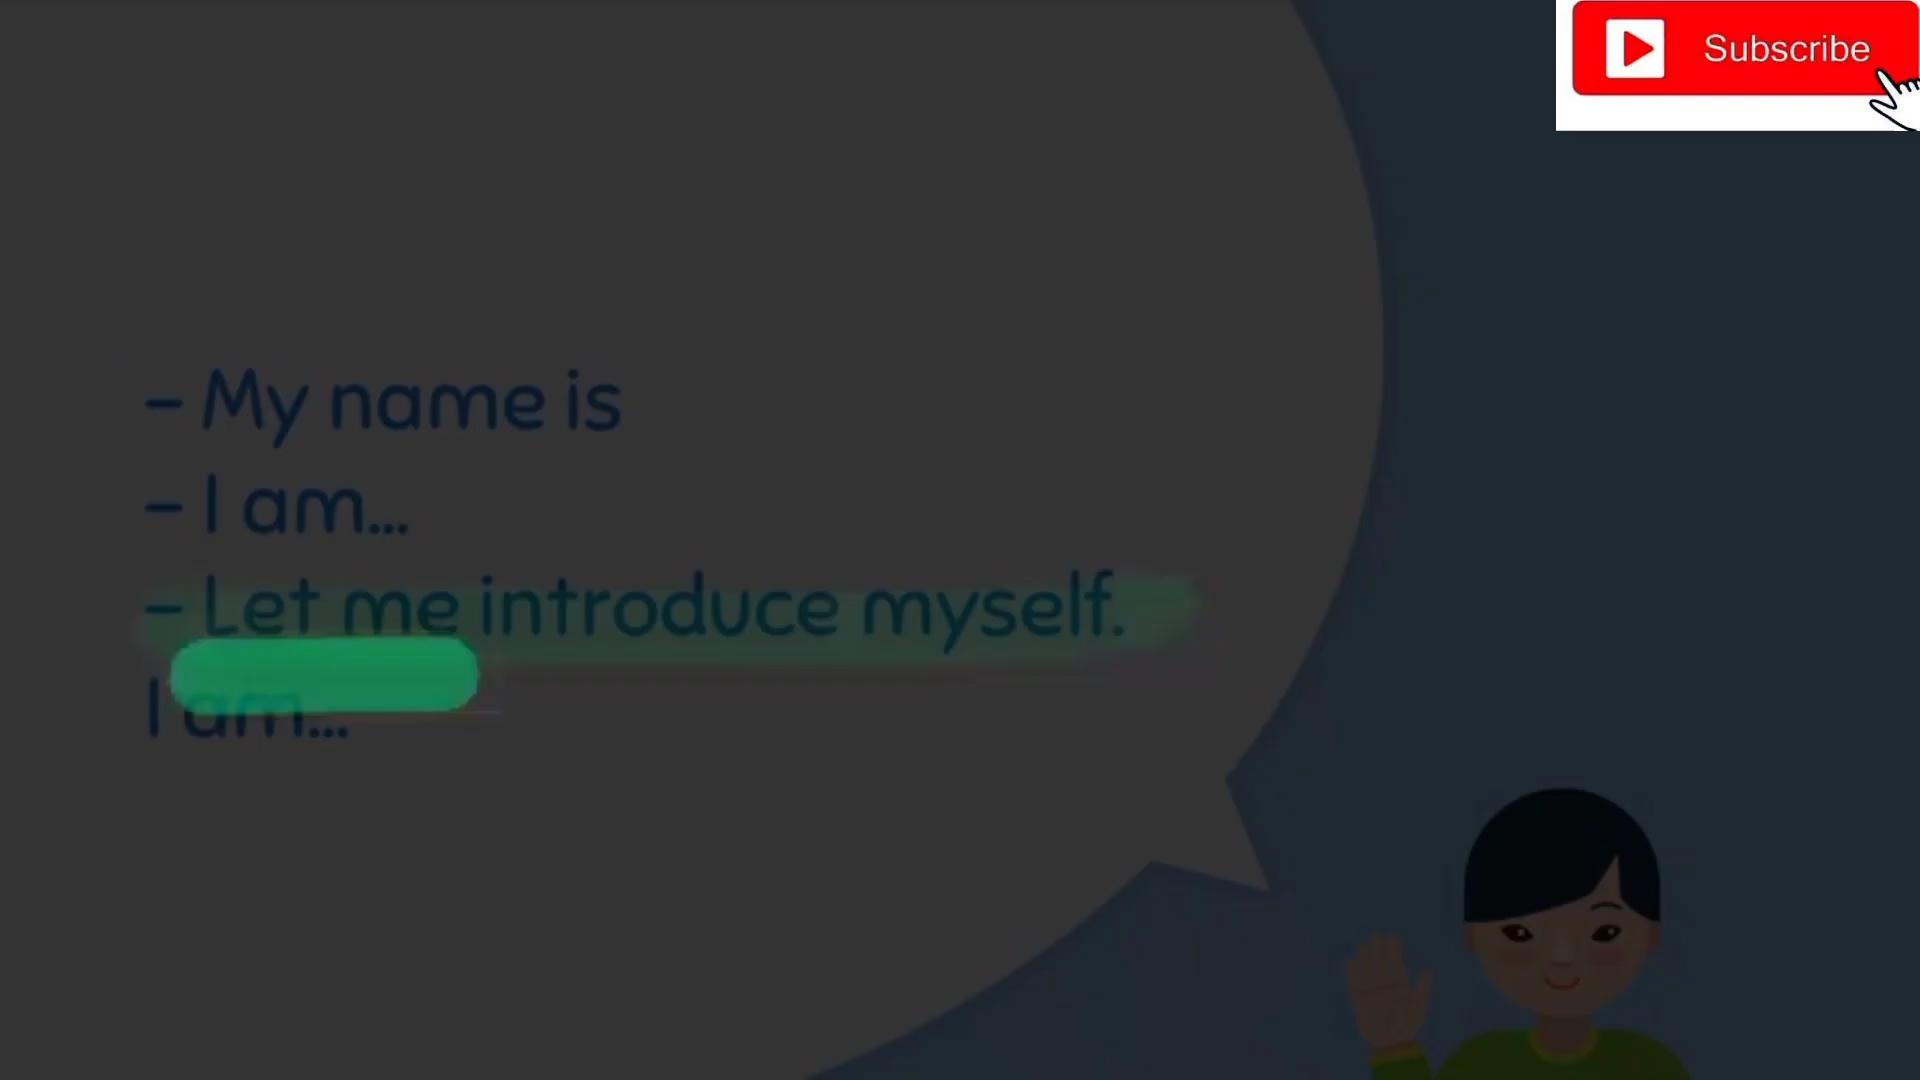 Subscribe
– My name is
– I am...
– Let me introduce myself.
I am...